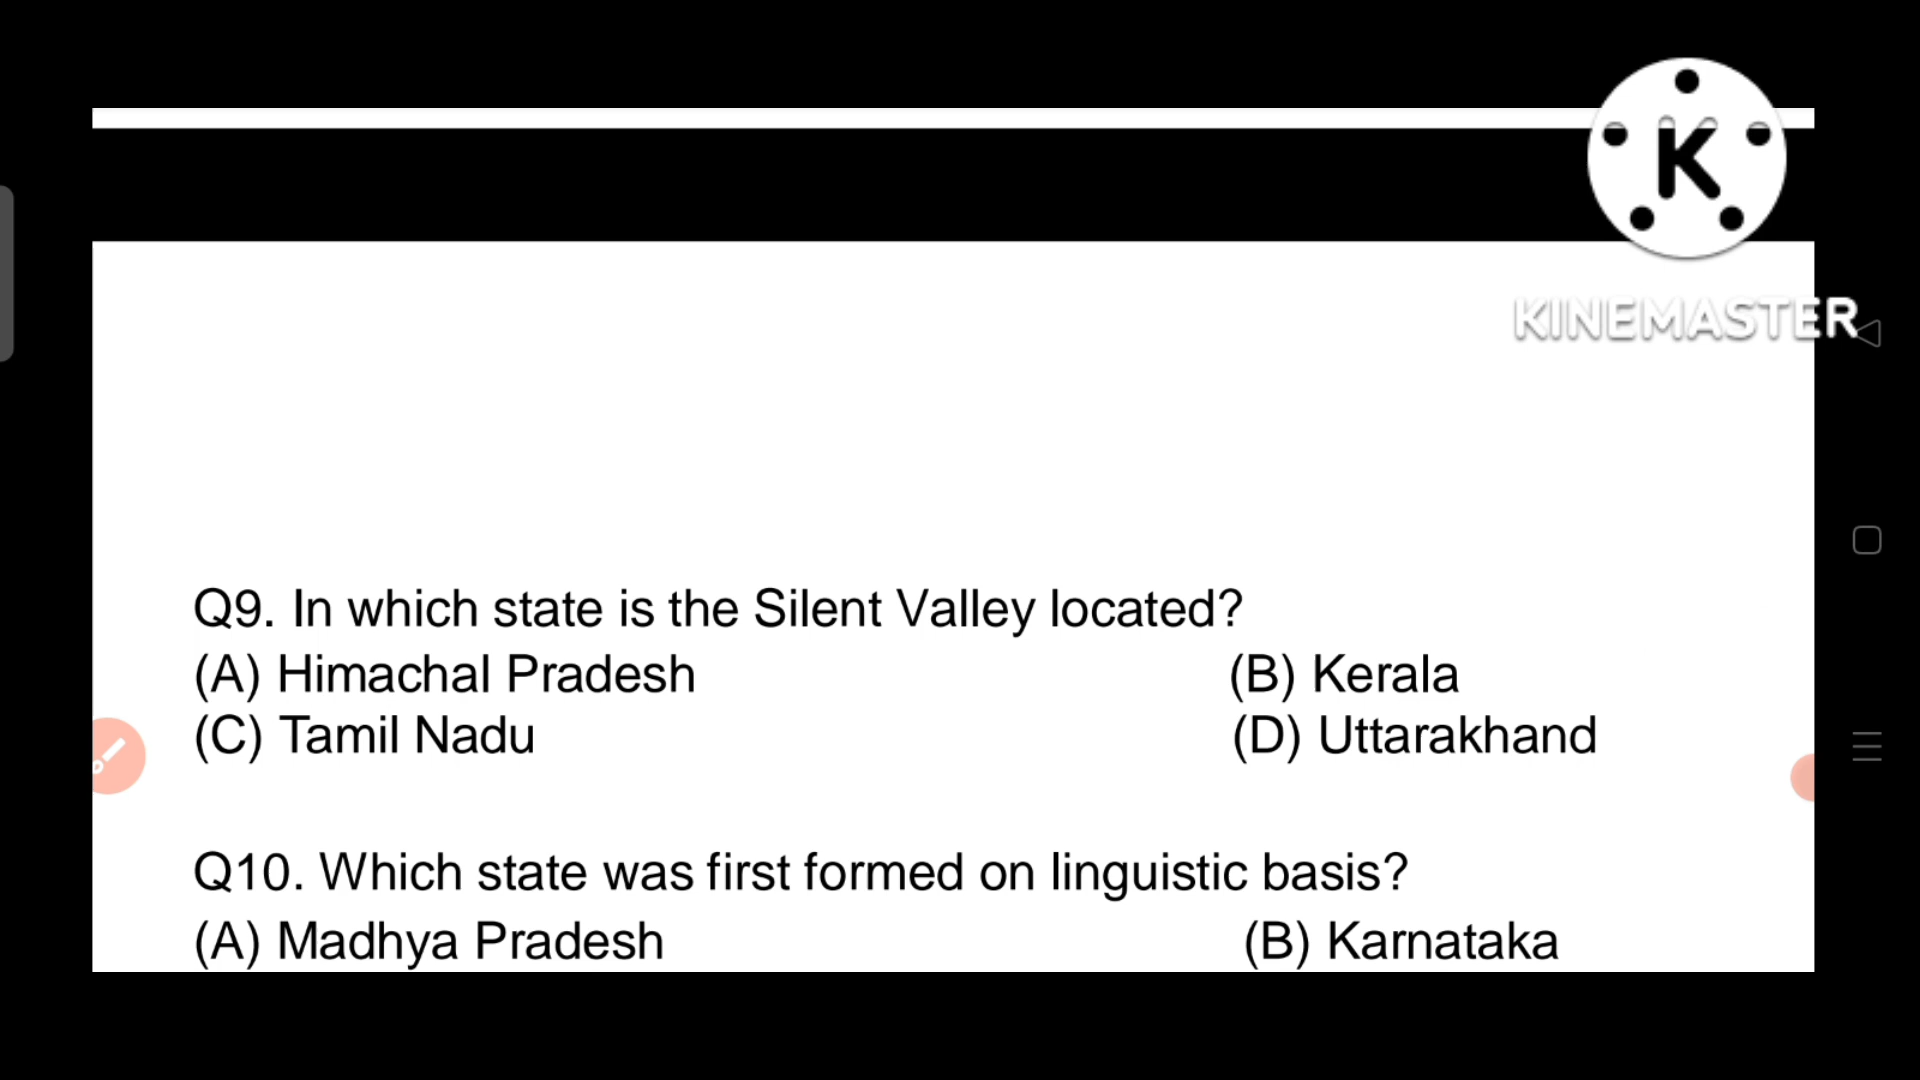 K
KINEMASTER
Q9. In which state is the Silent Valley located?
(A) Himachal Pradesh (B) Kerala
(C) Tamil Nadu (D) Uttarakhand
Q10. Which state was first formed on linguistic basis?
(A) Madhya Pradesh (B) Karnataka